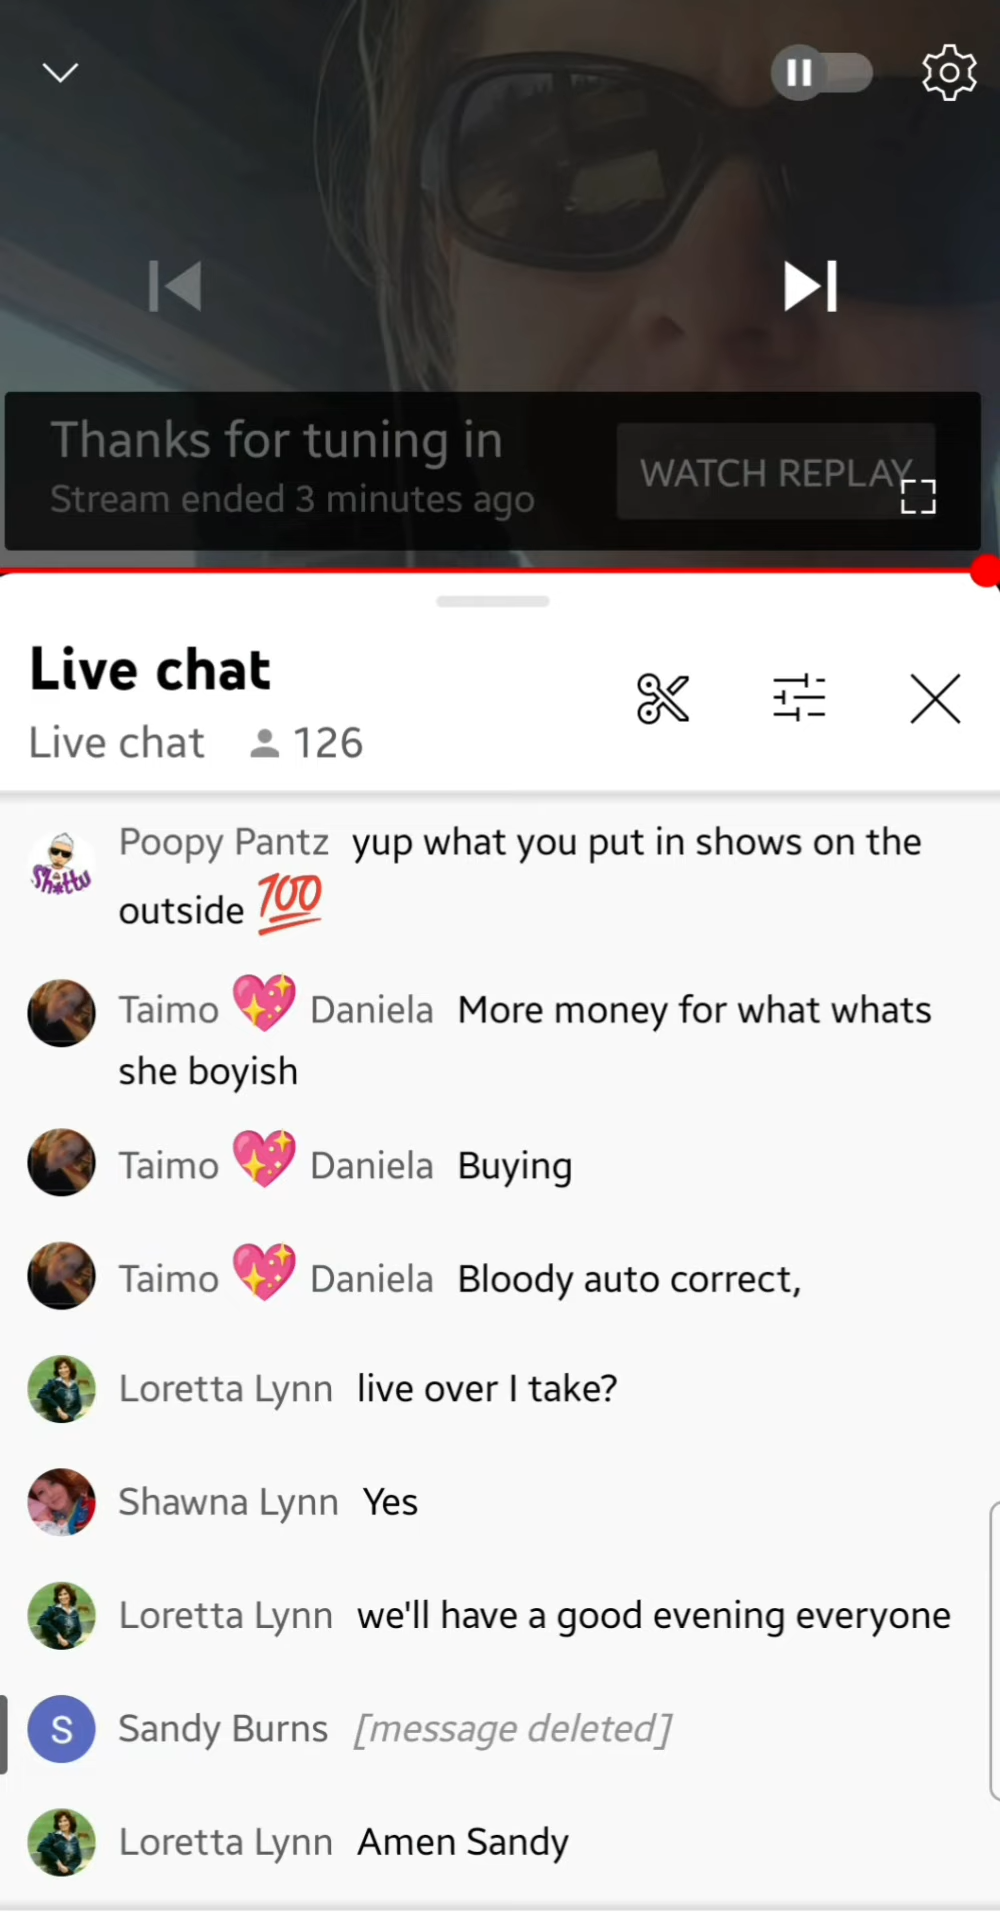 Thanks for tuning in
Stream ended 3 minutes ago
WATCH REPLAY
Live chat
Live chat 126
Poopy Pantz yup what you put in shows on the
outside 💯
Taimo 💖 Daniela More money for what whats
she boyish
Taimo 💖 Daniela Buying
Taimo 💖 Daniela Bloody auto correct,
Loretta Lynn live over I take?
Shawna Lynn Yes
Loretta Lynn we'll have a good evening everyone
S Sandy Burns [message deleted]
Loretta Lynn Amen Sandy